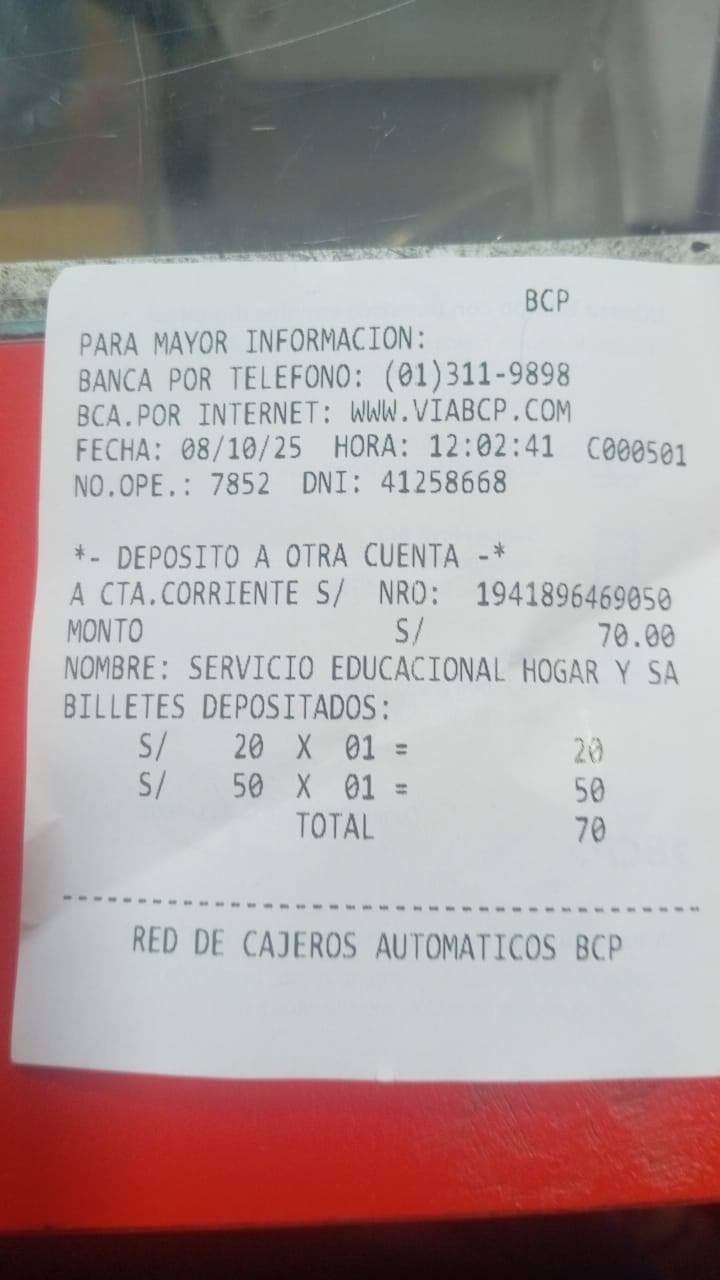 BCP
PARA MAYOR INFORMACION:
BANCA POR TELEFONO: (01)311-9898
BCA.POR INTERNET: WWW.VIABCP.COM
FECHA: 08/10/25 HORA: 12:02:41 C000501
NO.OPE.: 7852 DNI: 41258668
*- DEPOSITO A OTRA CUENTA -*
A CTA.CORRIENTE S/ NRO: 1941896469050
MONTO S/ 70.00
NOMBRE: SERVICIO EDUCACIONAL HOGAR Y SA
BILLETES DEPOSITADOS:
S/ 20 X 01 = 20
S/ 50 X 01 = 50
TOTAL 70
--------------------------------------
RED DE CAJEROS AUTOMATICOS BCP